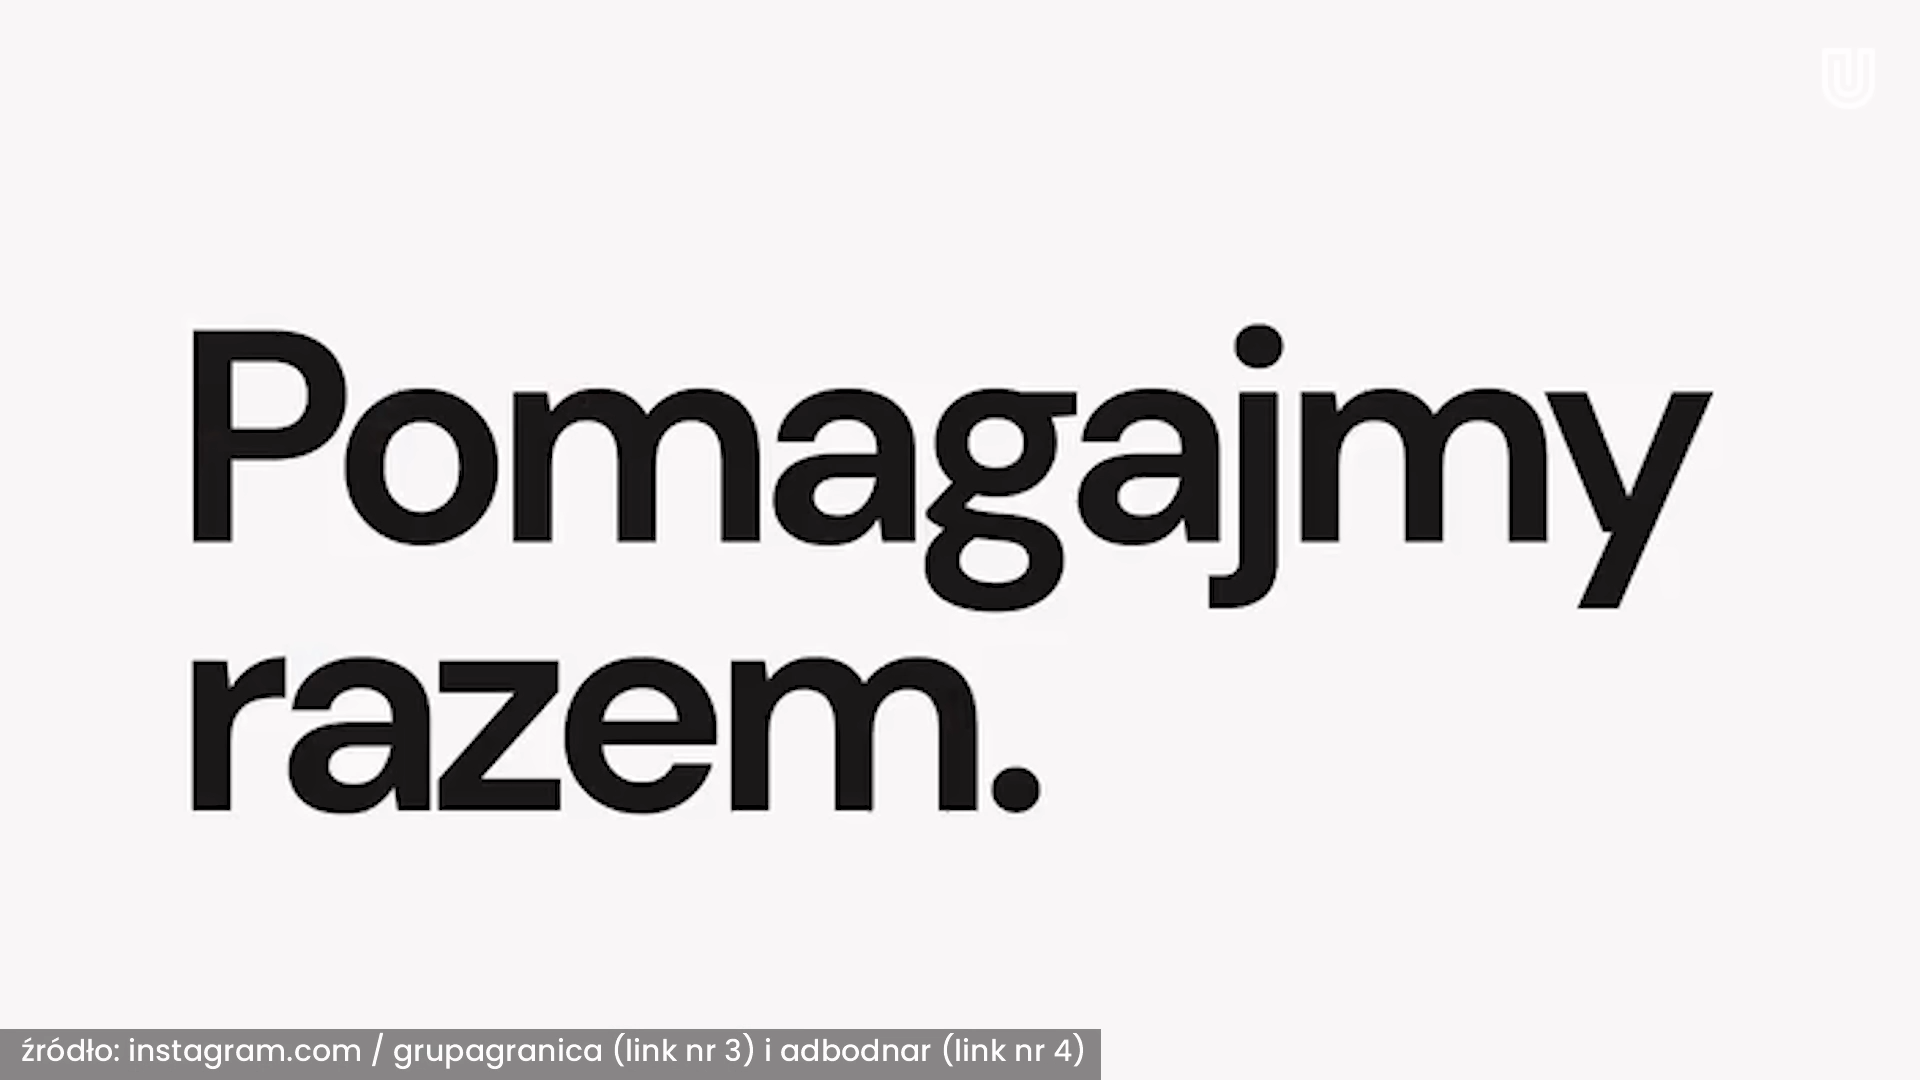 Pomagajmy
razem.
źródło: instagram.com / grupagranica (link nr 3) i adbodnar (link nr 4)